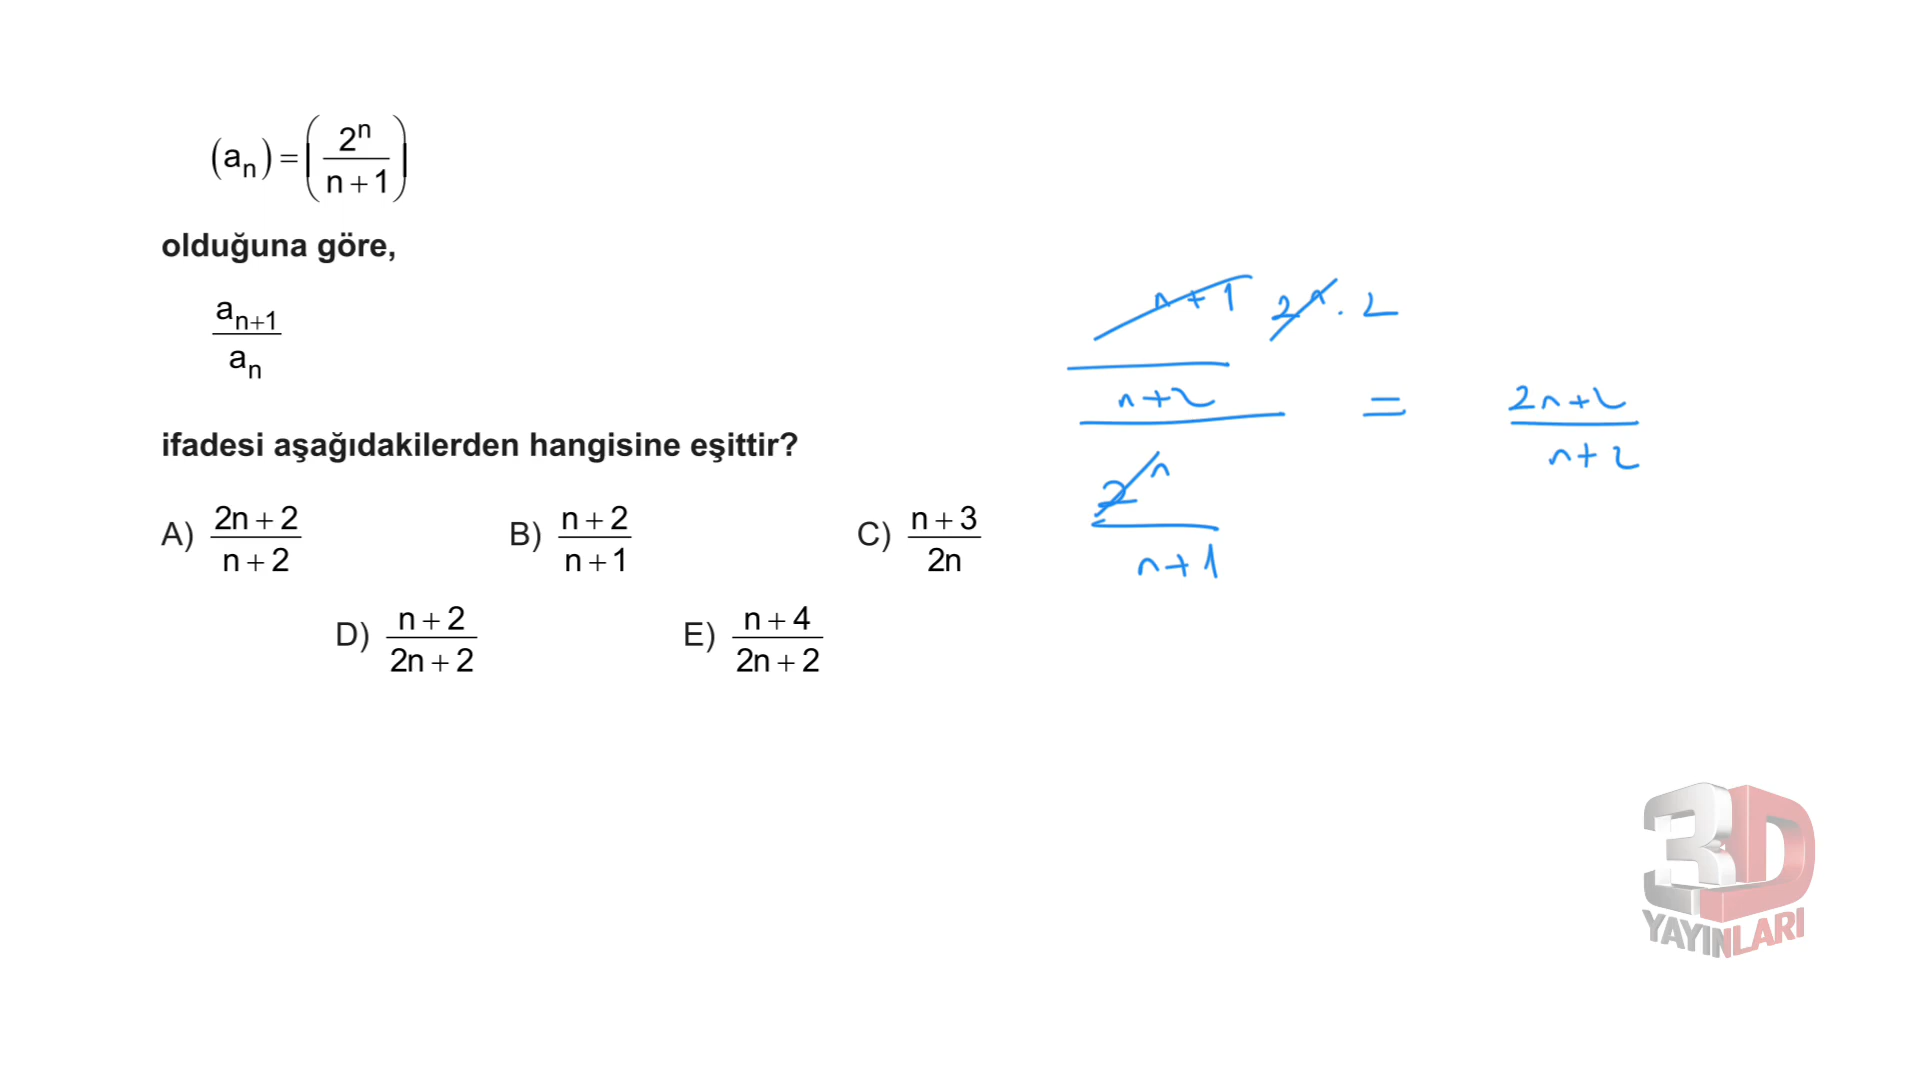 (aₙ) = (2ⁿ / n + 1)
olduğuna göre,
aₙ₊₁ / aₙ
ifadesi aşağıdakilerden hangisine eşittir?
A) 2n + 2 / n + 2 B) n + 2 / n + 1 C) n + 3 / 2n
D) n + 2 / 2n + 2 E) n + 4 / 2n + 2
n + 1 2ⁿ . 2
n + 2
2ⁿ
n + 1
= 2n + 2 / n + 2
3D
YAYINLARI